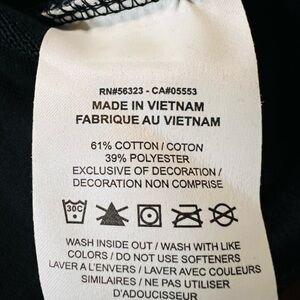 RN#56323 - CA#05553
MADE IN VIETNAM
FABRIQUE AU VIETNAM
61% COTTON / COTON
39% POLYESTER
EXCLUSIVE OF DECORATION /
DECORATION NON COMPRISE
30C
WASH INSIDE OUT / WASH WITH LIKE
COLORS / DO NOT USE SOFTENERS
LAVER A L'ENVERS / LAVER AVEC COULEURS
SIMILAIRES / NE PAS UTILISER
D'ADOUCISSEUR